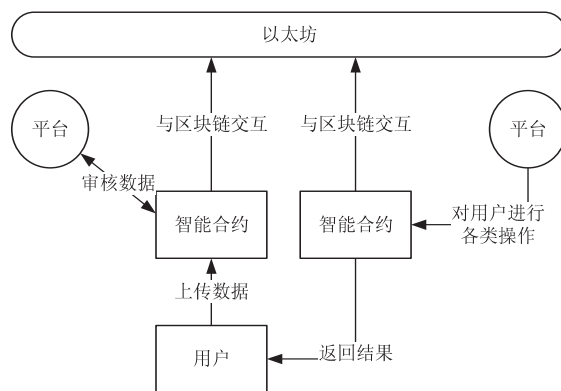 以太坊
平台
与区块链交互
与区块链交互
平台
审核数据
智能合约
智能合约
对用户进行
各类操作
上传数据
用户
返回结果